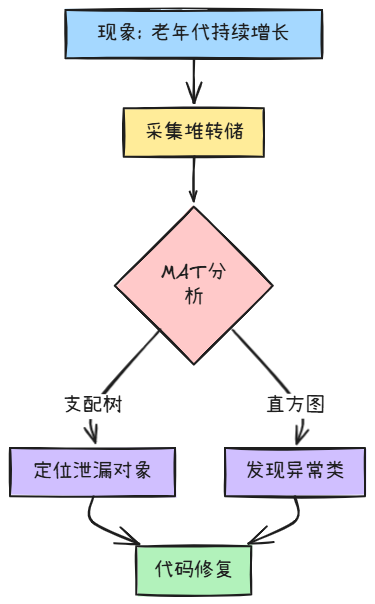 现象: 老年代持续增长
采集堆转储
MAT分
析
支配树
直方图
定位泄漏对象
发现异常类
代码修复